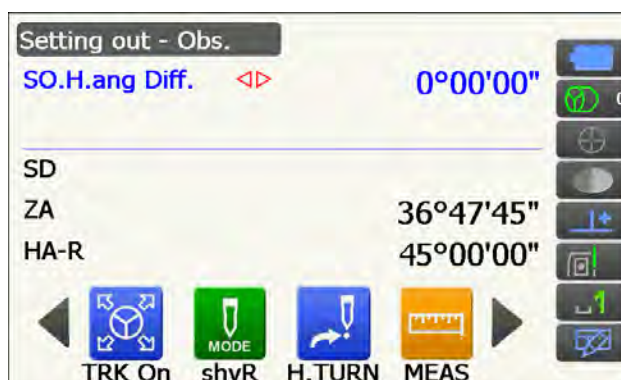 Setting out - Obs.
SO.H.ang Diff. 0°00'00"
SD
ZA 36°47'45"
HA-R 45°00'00"
MODE
TRK On shvR H.TURN MEAS